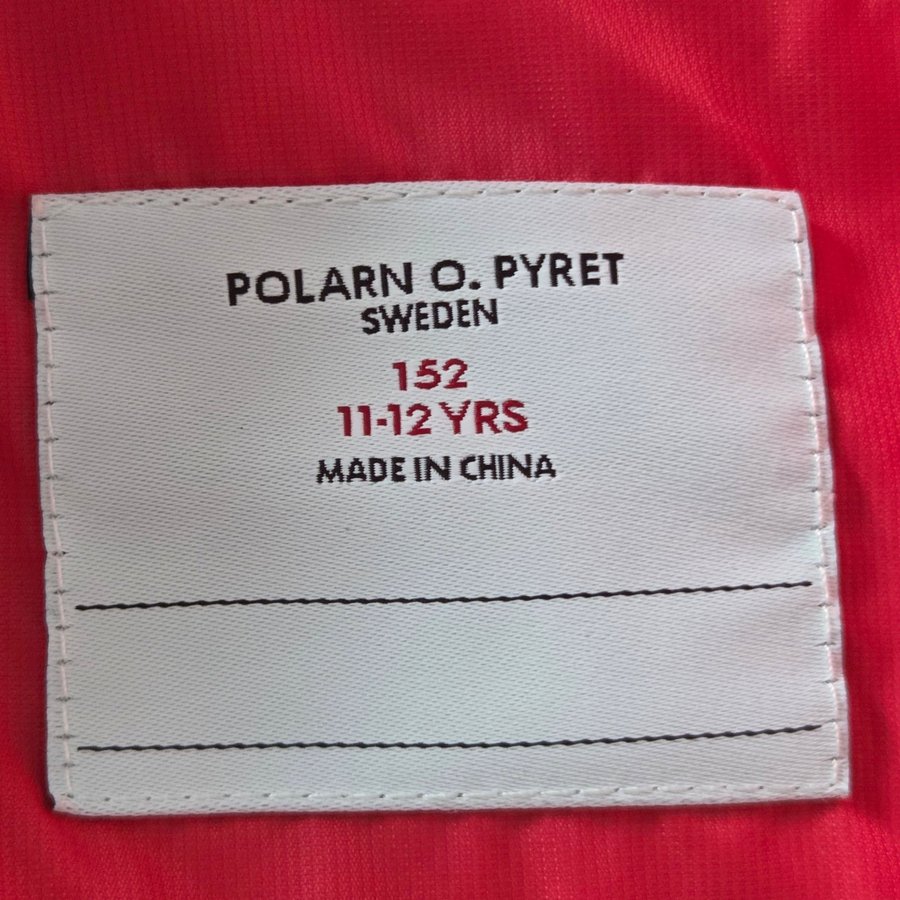 POLARN O. PYRET
SWEDEN
152
11-12 YRS
MADE IN CHINA